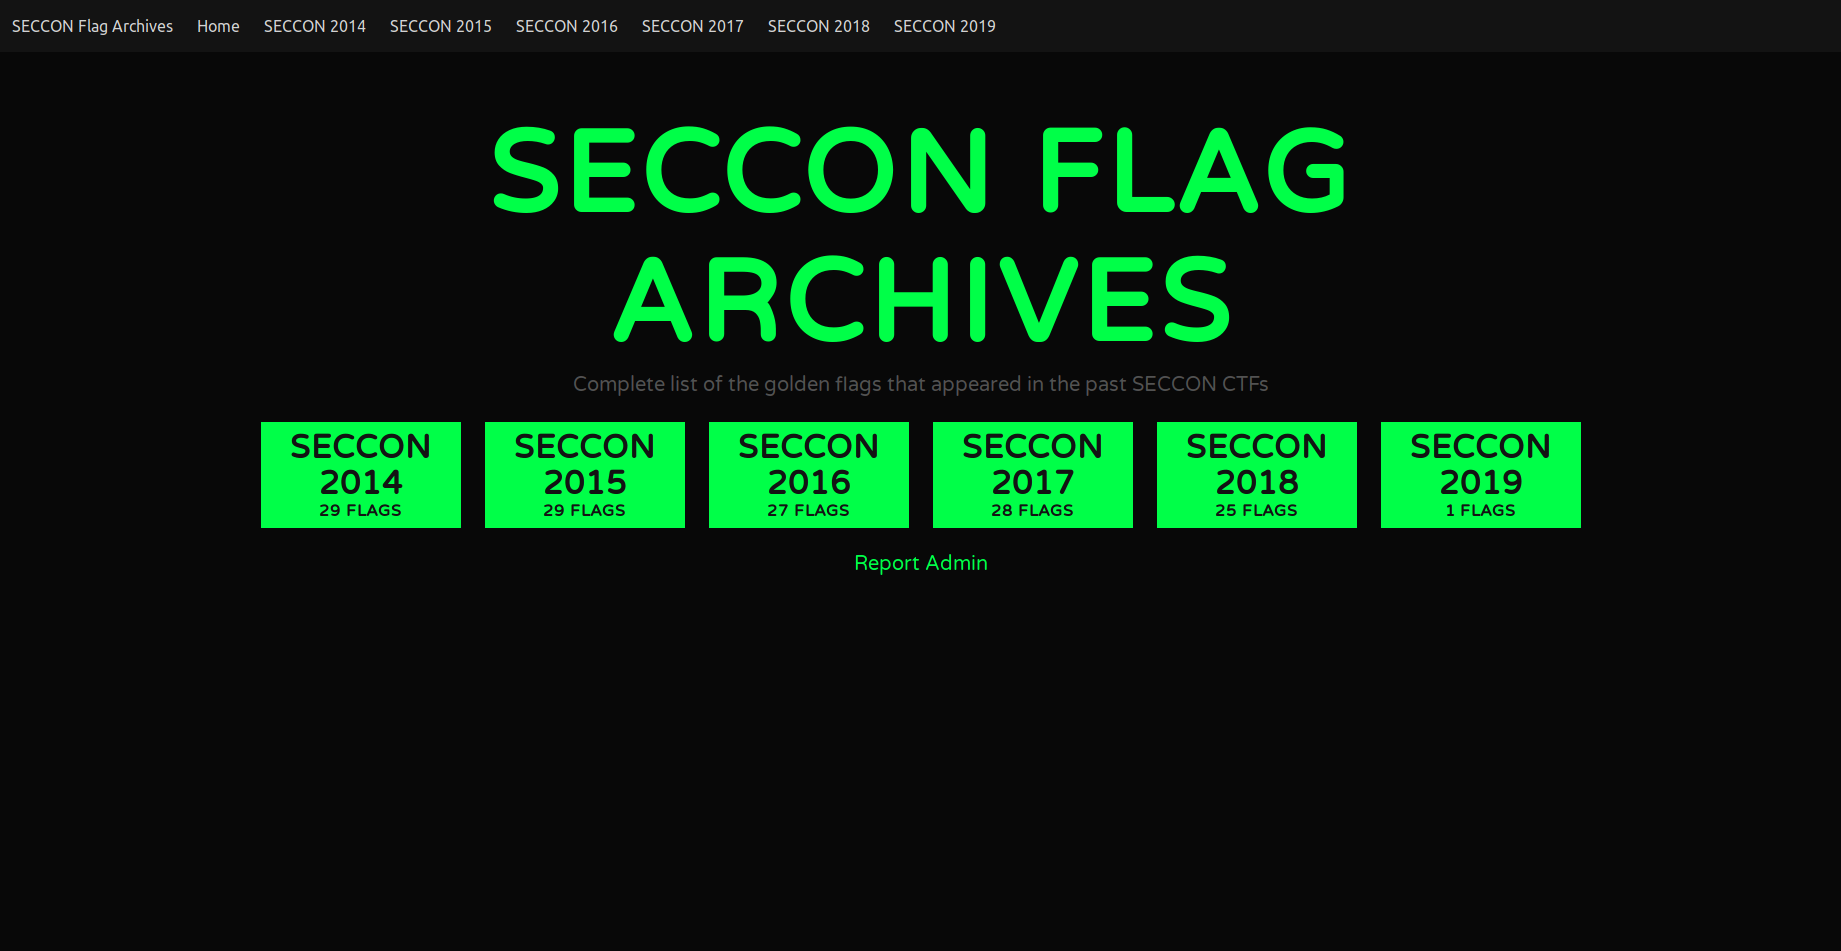 SECCON Flag Archives Home SECCON 2014 SECCON 2015 SECCON 2016 SECCON 2017 SECCON 2018 SECCON 2019
SECCON FLAG
ARCHIVES
Complete list of the golden flags that appeared in the past SECCON CTFs
SECCON
2014
29 FLAGS
SECCON
2015
29 FLAGS
SECCON
2016
27 FLAGS
SECCON
2017
28 FLAGS
SECCON
2018
25 FLAGS
SECCON
2019
1 FLAGS
Report Admin